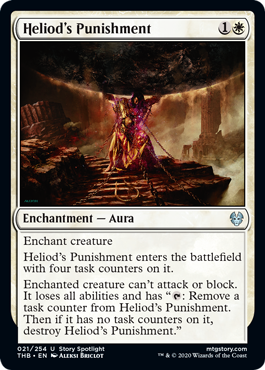 Heliod's Punishment 1
Enchantment — Aura
Enchant creature
Heliod's Punishment enters the battlefield
with four task counters on it.
Enchanted creature can't attack or block.
It loses all abilities and has “: Remove a
task counter from Heliod's Punishment.
Then if it has no task counters on it,
destroy Heliod's Punishment.”
021/254 U Story Spotlight
mtgstory.com
THB • EN ALEKSI BRICLOT
™ & © 2020 Wizards of the Coast